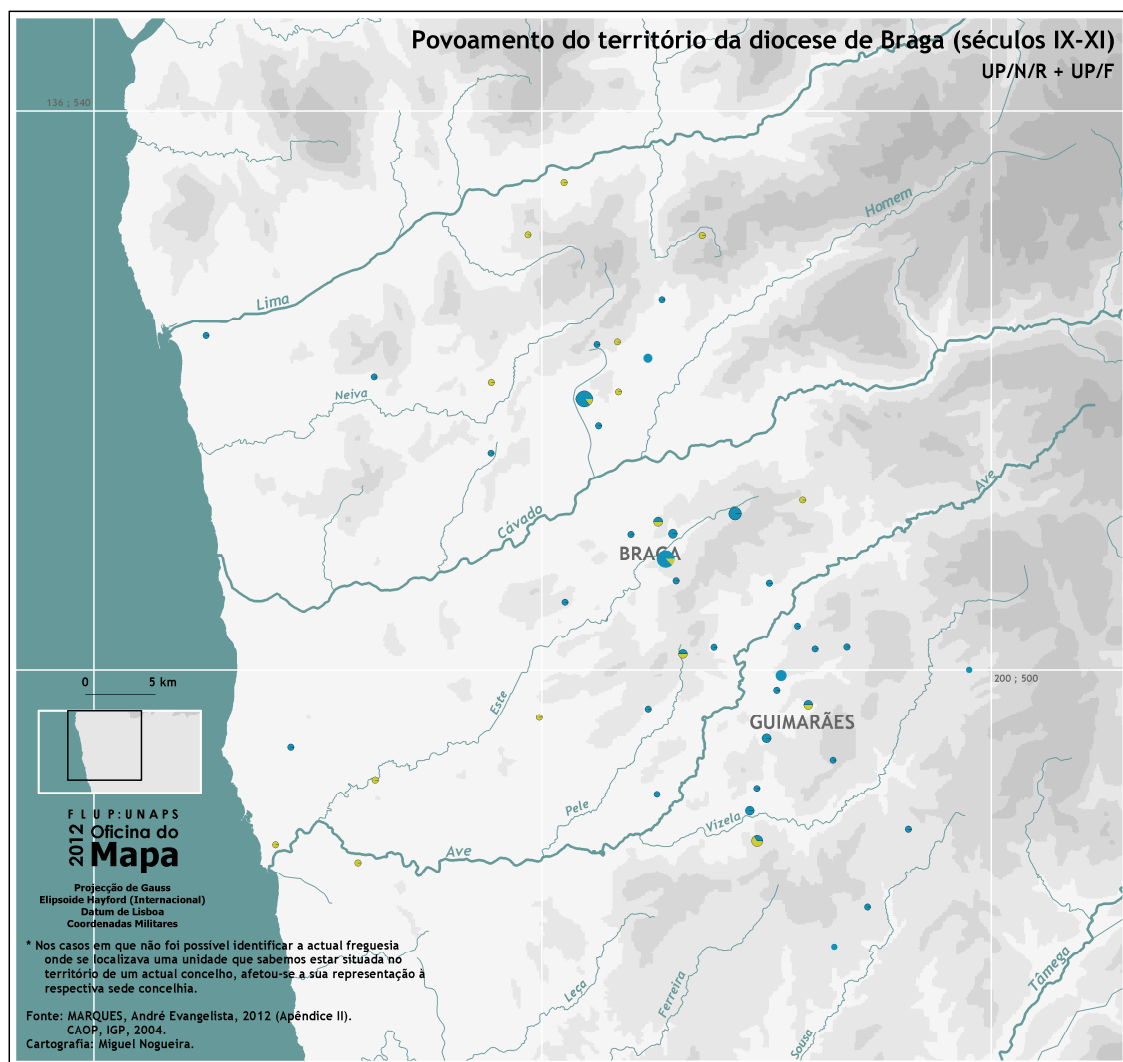 Povoamento do território da diocese de Braga (séculos IX-XI)
UP/N/R + UP/F
136 ; 540
Homem
Lima
Neiva
Ave
Cávado
BRAGA
200 ; 500
0 5 km
Este
GUIMARÃES
Pele
Vizela
Ave
FLUP:UNAPS
2012 Oficina do
Mapa
Projecção de Gauss
Elipsoide Hayford (Internacional)
Datum de Lisboa
Coordenadas Militares
* Nos casos em que não foi possível identificar a actual freguesia
onde se localizava uma unidade que sabemos estar situada no
território de um actual concelho, afetou-se a sua representação à
respectiva sede concelhia.
Leça
Ferreira
Tâmega
Sousa
Fonte: MARQUES, André Evangelista, 2012 (Apêndice II).
CAOP, IGP, 2004.
Cartografia: Miguel Nogueira.